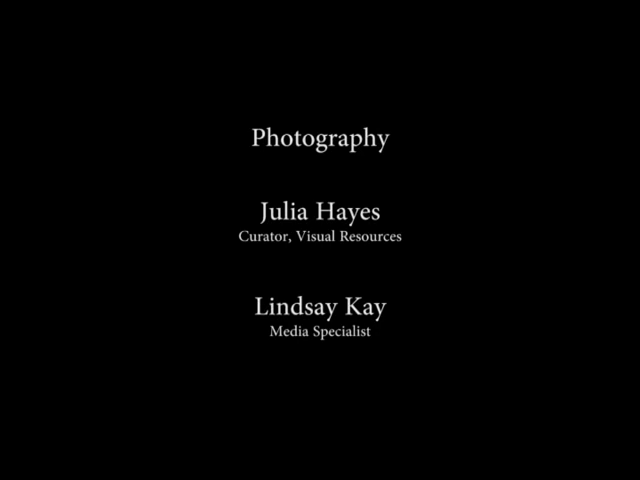 Photography
Julia Hayes
Curator, Visual Resources
Lindsay Kay
Media Specialist